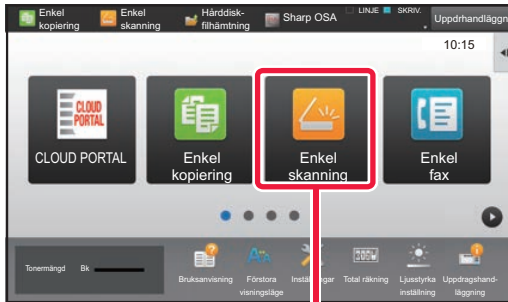 Enkel
kopiering
Enkel
skanning
Hårddisk-
filhämtning
Sharp OSA
LINJE
SKRIV.
Uppdrhandläggn
10:15
CLOUD
PORTAL
CLOUD PORTAL
Enkel
kopiering
Enkel
skanning
Enkel
fax
Tonermängd Bk
Bruksanvisning
Förstora
visningsläge
Inställningar
Total räkning
Ljusstyrka
inställning
Uppdragshand-
läggning